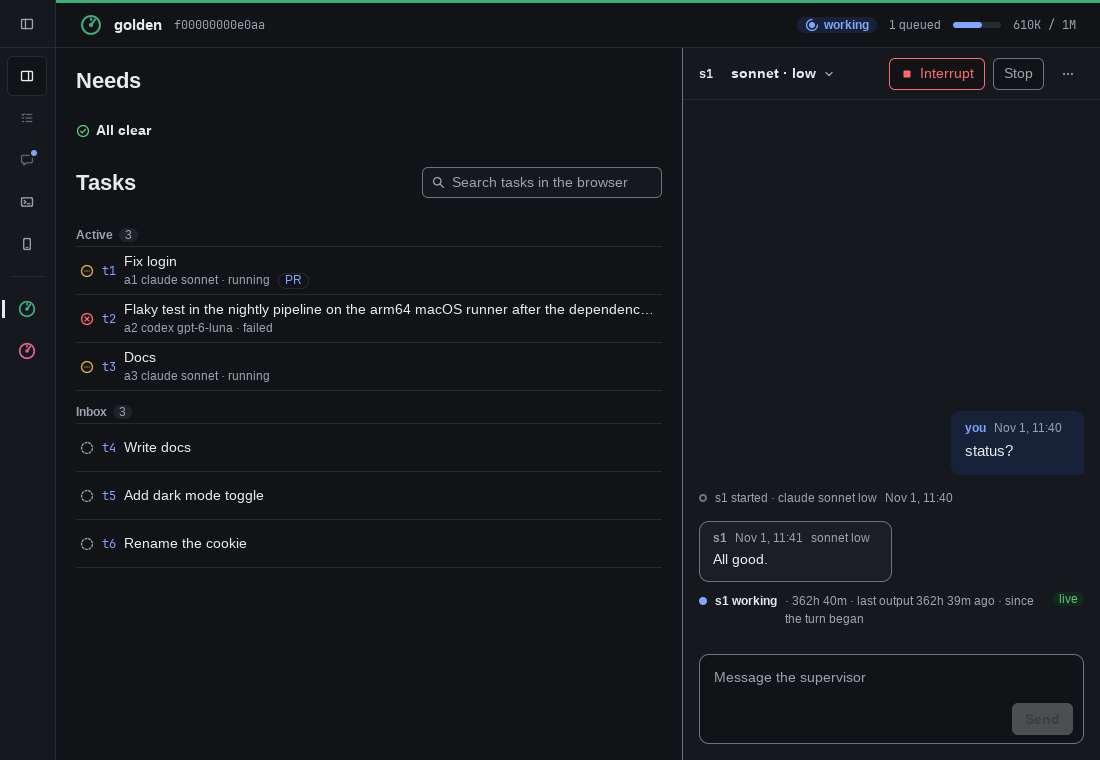 golden f00000000e0aa
working 1 queued 610K / 1M
Needs
All clear
Tasks
Search tasks in the browser
Active 3
t1 Fix login
a1 claude sonnet · running PR
t2 Flaky test in the nightly pipeline on the arm64 macOS runner after the dependenc…
a2 codex gpt-6-luna · failed
t3 Docs
a3 claude sonnet · running
Inbox 3
t4 Write docs
t5 Add dark mode toggle
t6 Rename the cookie
s1 sonnet · low Interrupt Stop
you Nov 1, 11:40
status?
s1 started · claude sonnet low Nov 1, 11:40
s1 Nov 1, 11:41 sonnet low
All good.
s1 working · 362h 40m · last output 362h 39m ago · since live
the turn began
Message the supervisor
Send